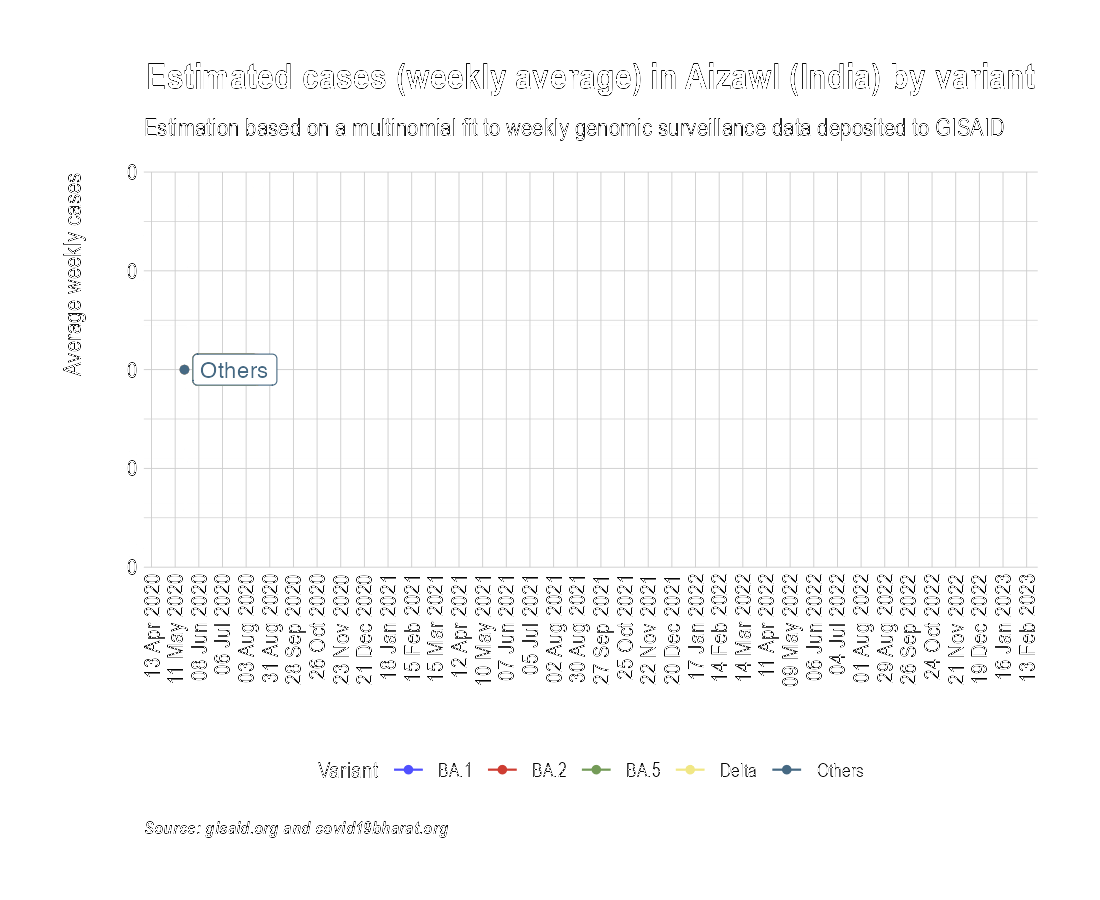 Estimated cases (weekly average) in Aizawl (India) by variant
Estimation based on a multinomial fit to weekly genomic surveillance data deposited to GISAID
Average weekly cases
0
0
0
0
0
Others
13 Apr 2020
11 May 2020
08 Jun 2020
06 Jul 2020
03 Aug 2020
31 Aug 2020
28 Sep 2020
26 Oct 2020
23 Nov 2020
21 Dec 2020
18 Jan 2021
15 Feb 2021
15 Mar 2021
12 Apr 2021
10 May 2021
07 Jun 2021
05 Jul 2021
02 Aug 2021
30 Aug 2021
27 Sep 2021
25 Oct 2021
22 Nov 2021
20 Dec 2021
17 Jan 2022
14 Feb 2022
14 Mar 2022
11 Apr 2022
09 May 2022
06 Jun 2022
04 Jul 2022
01 Aug 2022
29 Aug 2022
26 Sep 2022
24 Oct 2022
21 Nov 2022
19 Dec 2022
16 Jan 2023
13 Feb 2023
Variant BA.1 BA.2 BA.5 Delta Others
Source: gisaid.org and covid19bharat.org